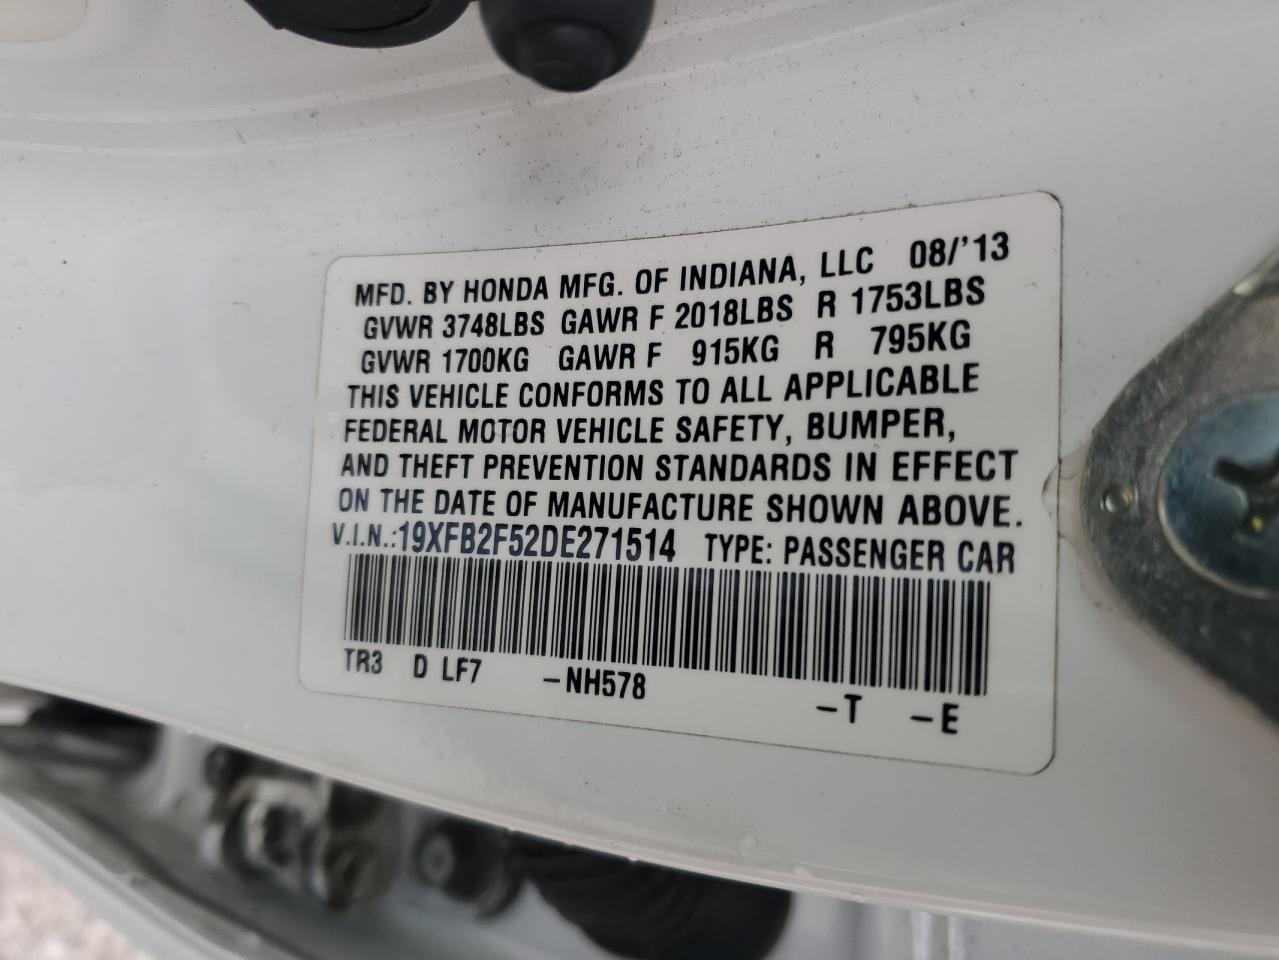 MFD. BY HONDA MFG. OF INDIANA, LLC 08/'13
GVWR 3748LBS GAWR F 2018LBS R 1753LBS
GVWR 1700KG GAWR F 915KG R 795KG
THIS VEHICLE CONFORMS TO ALL APPLICABLE
FEDERAL MOTOR VEHICLE SAFETY, BUMPER,
AND THEFT PREVENTION STANDARDS IN EFFECT
ON THE DATE OF MANUFACTURE SHOWN ABOVE.
V.I.N.:19XFB2F52DE271514 TYPE: PASSENGER CAR
TR3 D LF7 -NH578 -T -E